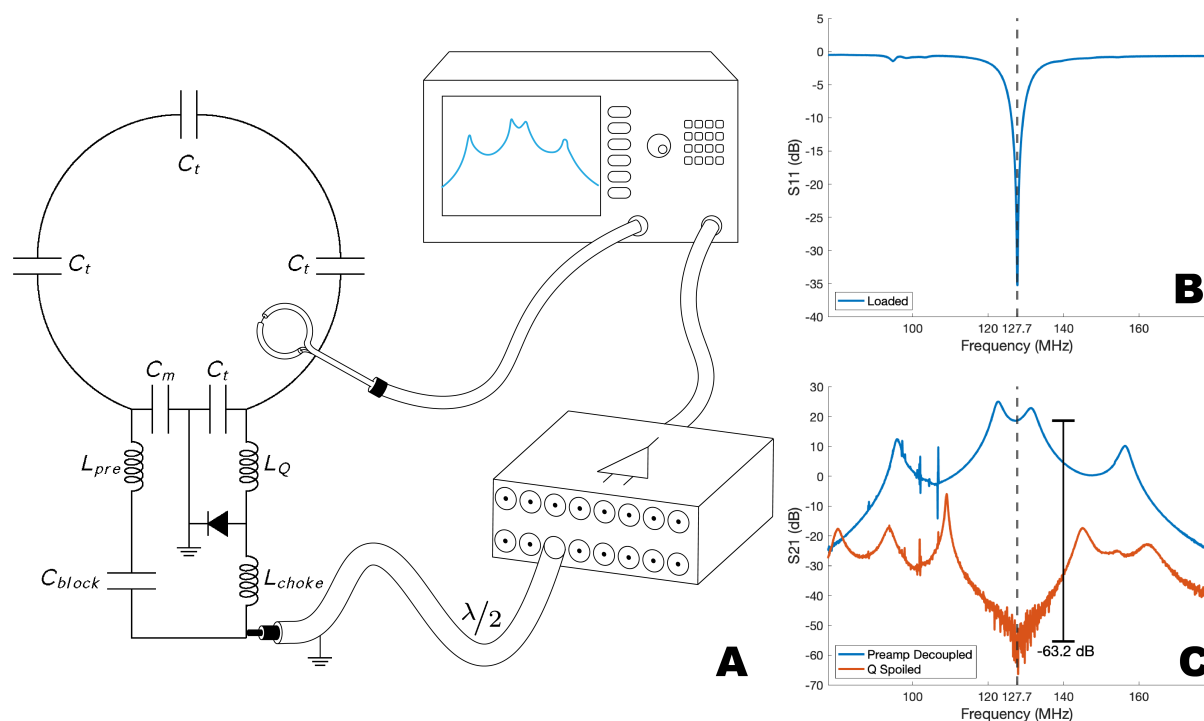 C_t
C_t
C_t
C_m
C_t
L_pre
L_Q
C_block
L_choke
λ/2
A
5
0
-5
-10
-15
-20
-25
-30
-35
-40
S11 (dB)
Loaded
100
120
127.7
140
160
Frequency (MHz)
B
30
20
10
0
-10
-20
-30
-40
-50
-60
-70
S21 (dB)
-63.2 dB
Preamp Decoupled
Q Spoiled
100
120
127.7
140
160
Frequency (MHz)
C